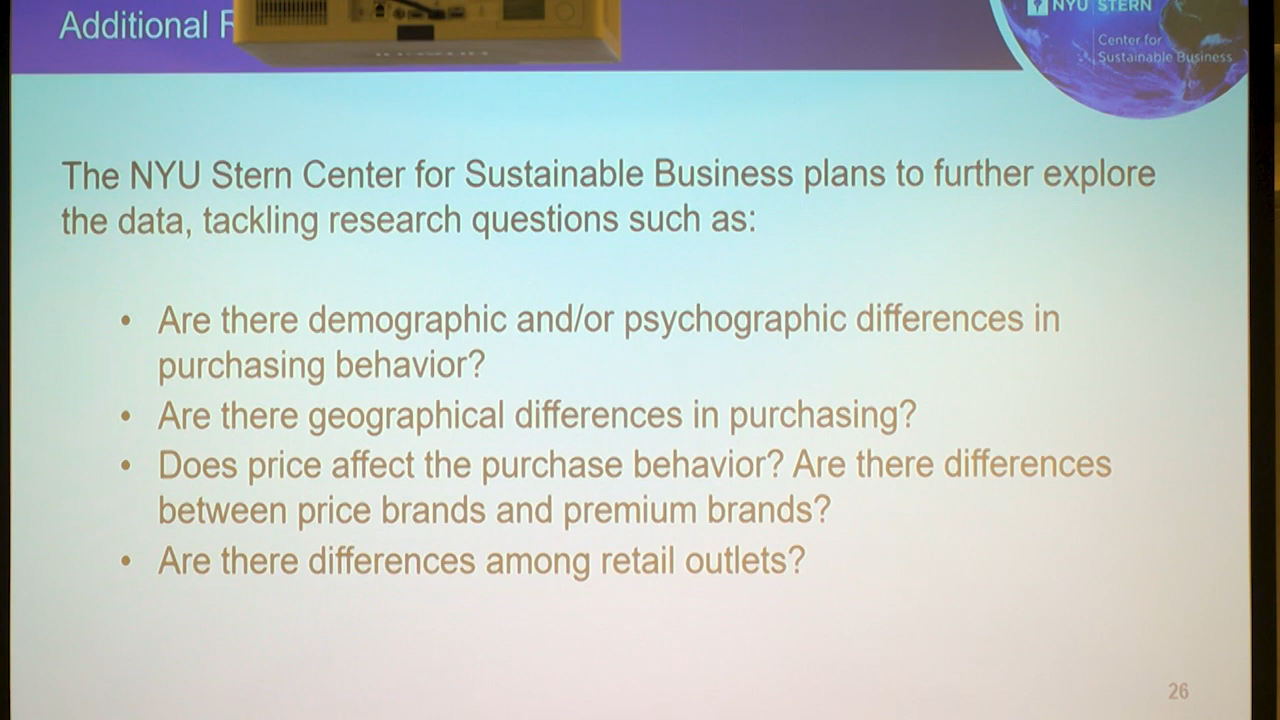 Additional
NYU STERN
Center for
Sustainable Business
The NYU Stern Center for Sustainable Business plans to further explore
the data, tackling research questions such as:
• Are there demographic and/or psychographic differences in
purchasing behavior?
• Are there geographical differences in purchasing?
• Does price affect the purchase behavior? Are there differences
between price brands and premium brands?
• Are there differences among retail outlets?
26